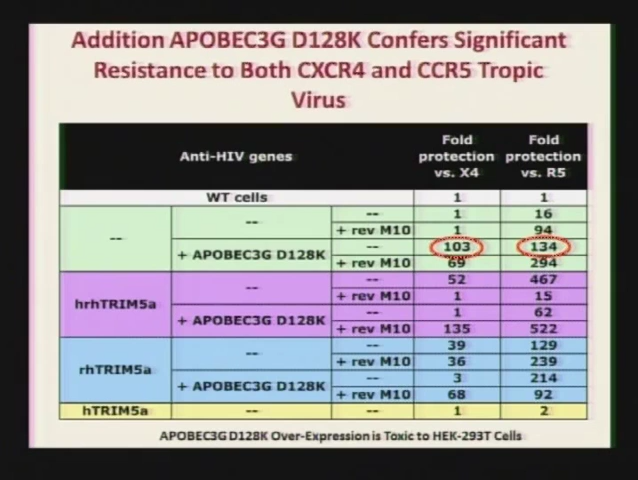 Addition APOBEC3G D128K Confers Significant
Resistance to Both CXCR4 and CCR5 Tropic
Virus
Anti-HIV genes Fold protection vs. X4 Fold protection vs. R5
WT cells 1 1
-- -- -- 1 16
+ rev M10 1 94
+ APOBEC3G D128K -- 103 134
+ rev M10 69 294
hrhTRIM5a -- -- 52 467
+ rev M10 1 15
+ APOBEC3G D128K -- 1 62
+ rev M10 135 522
rhTRIM5a -- -- 39 129
+ rev M10 36 239
+ APOBEC3G D128K -- 3 214
+ rev M10 68 92
hTRIM5a -- -- 1 2
APOBEC3G D128K Over-Expression is Toxic to HEK-293T Cells